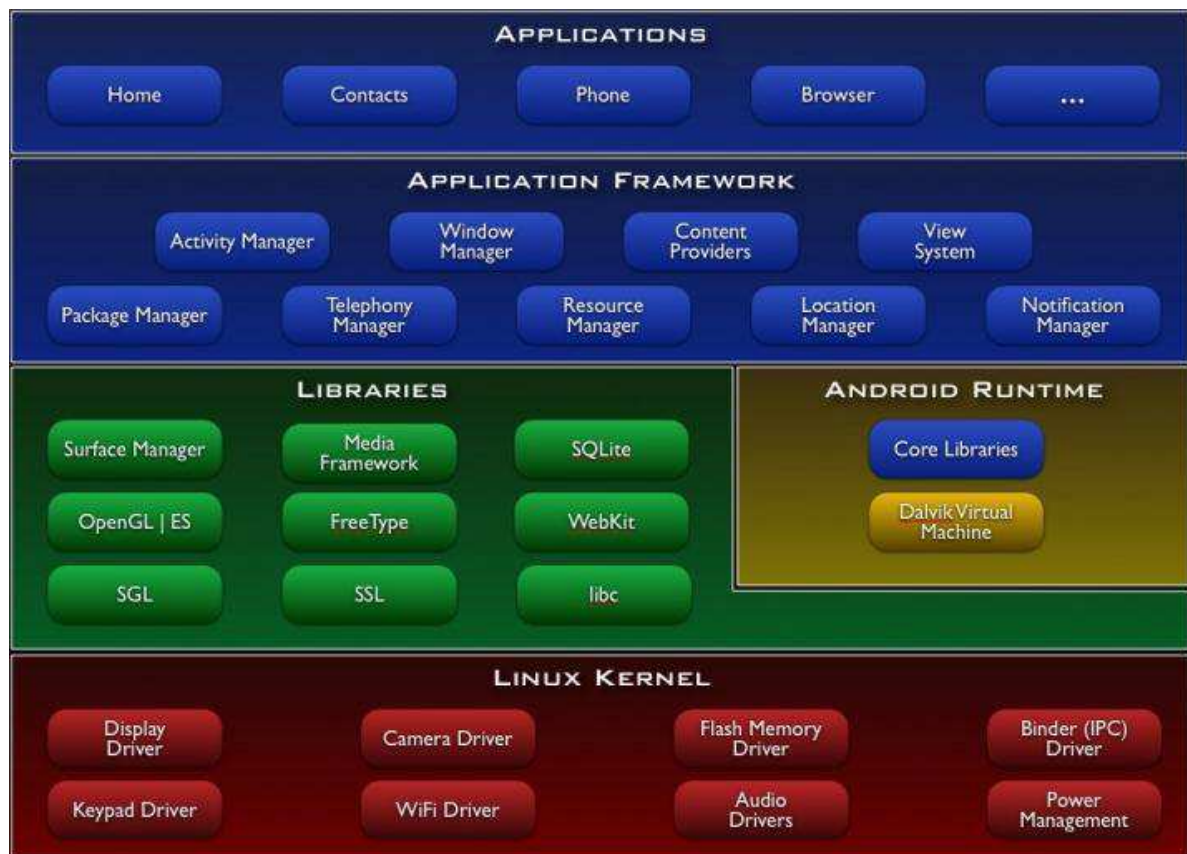 APPLICATIONS
Home
Contacts
Phone
Browser
...
APPLICATION FRAMEWORK
Activity Manager
Window
Manager
Content
Providers
View
System
Package Manager
Telephony
Manager
Resource
Manager
Location
Manager
Notification
Manager
LIBRARIES
Surface Manager
Media
Framework
SQLite
OpenGL | ES
FreeType
WebKit
SGL
SSL
libc
ANDROID RUNTIME
Core Libraries
Dalvik Virtual
Machine
LINUX KERNEL
Display
Driver
Camera Driver
Flash Memory
Driver
Binder (IPC)
Driver
Keypad Driver
WiFi Driver
Audio
Drivers
Power
Management